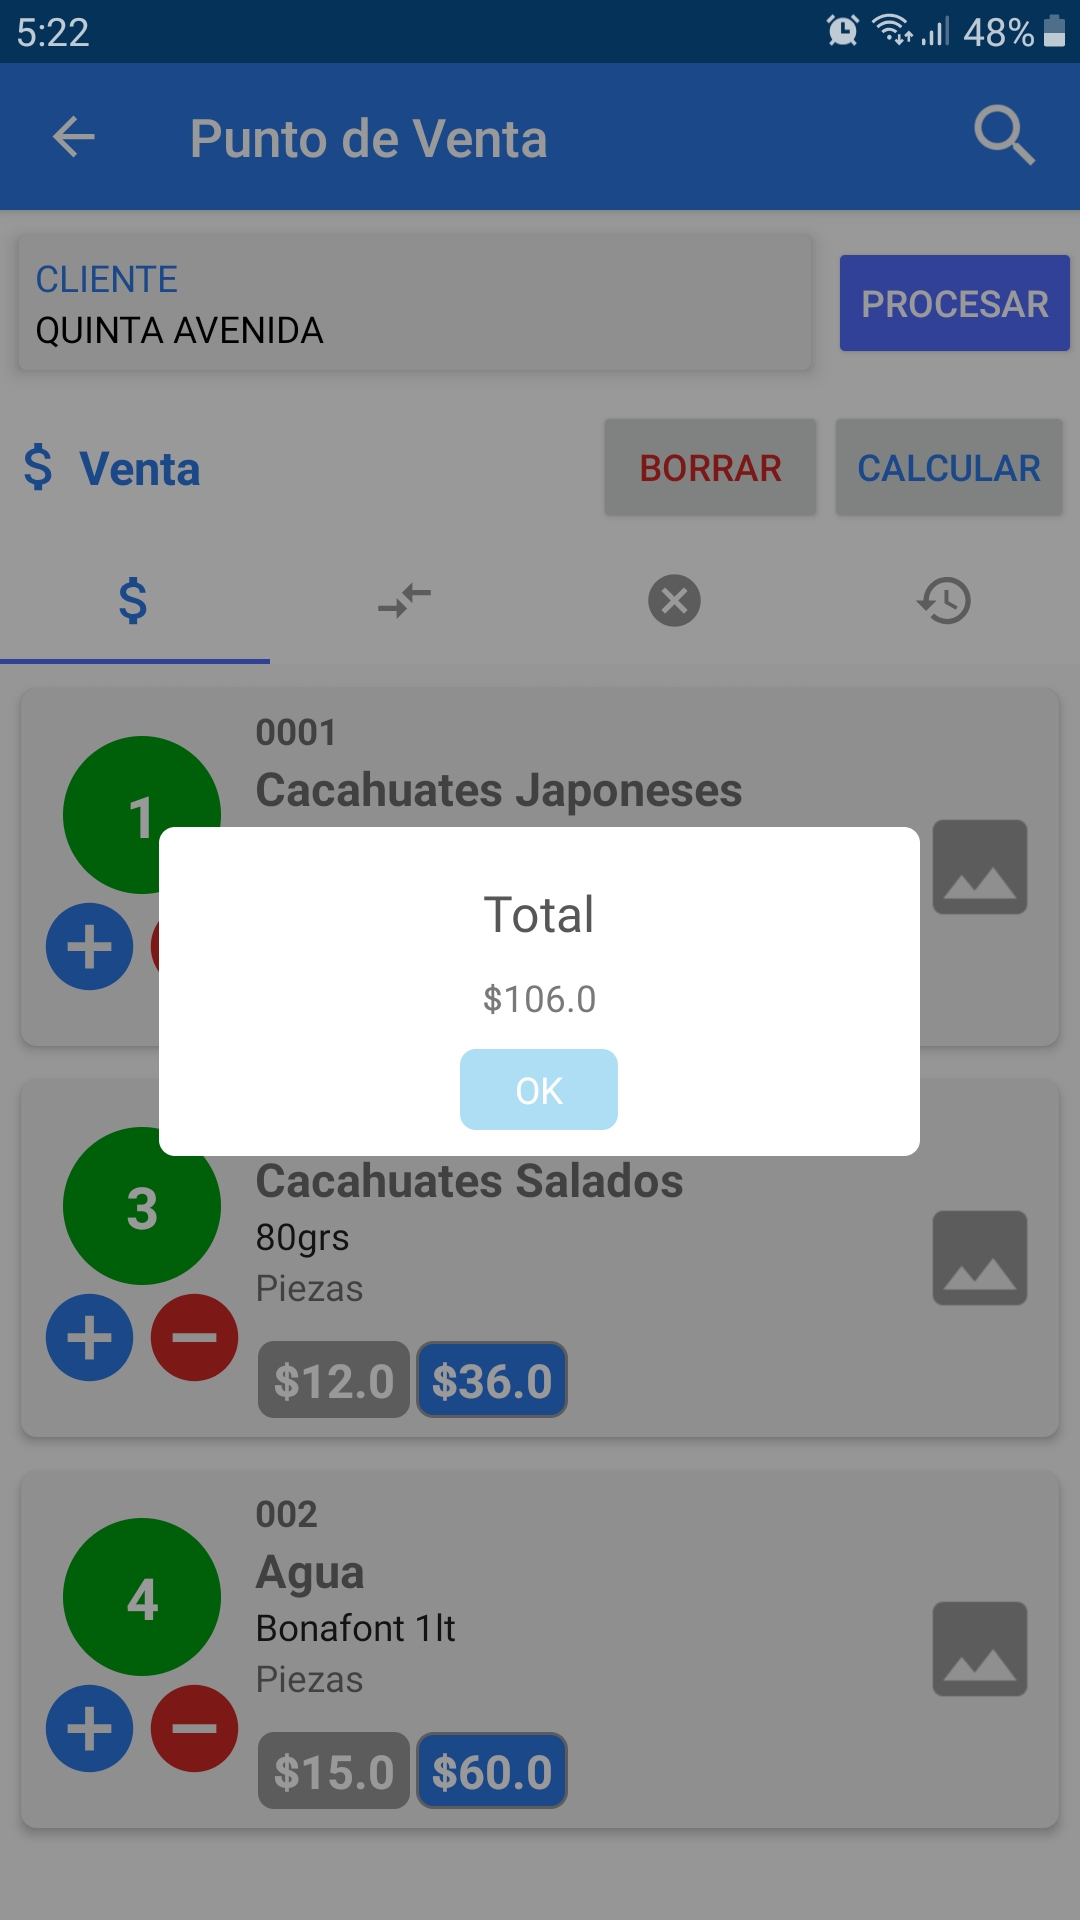 5:22
48%
Punto de Venta
CLIENTE
QUINTA AVENIDA
PROCESAR
$ Venta
BORRAR
CALCULAR
$
0001
Cacahuates Japoneses
1
Total
$106.0
OK
Cacahuates Salados
3
80grs
Piezas
$12.0
$36.0
002
Agua
4
Bonafont 1lt
Piezas
$15.0
$60.0